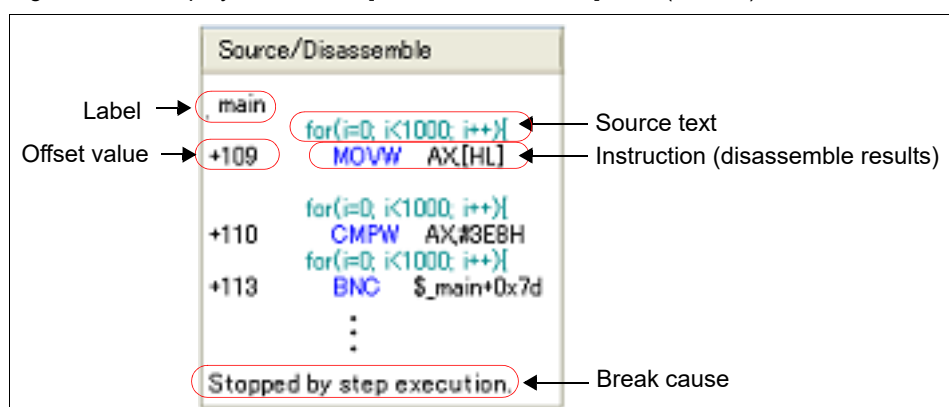 Source/Disassemble
Label
_main
for(i=0; i<1000; i++){
Source text
Offset value
+109 MOVW AX,[HL]
Instruction (disassemble results)
for(i=0; i<1000; i++){
+110 CMPW AX,#3E8H
for(i=0; i<1000; i++){
+113 BNC $_main+0x7d
Stopped by step execution.
Break cause